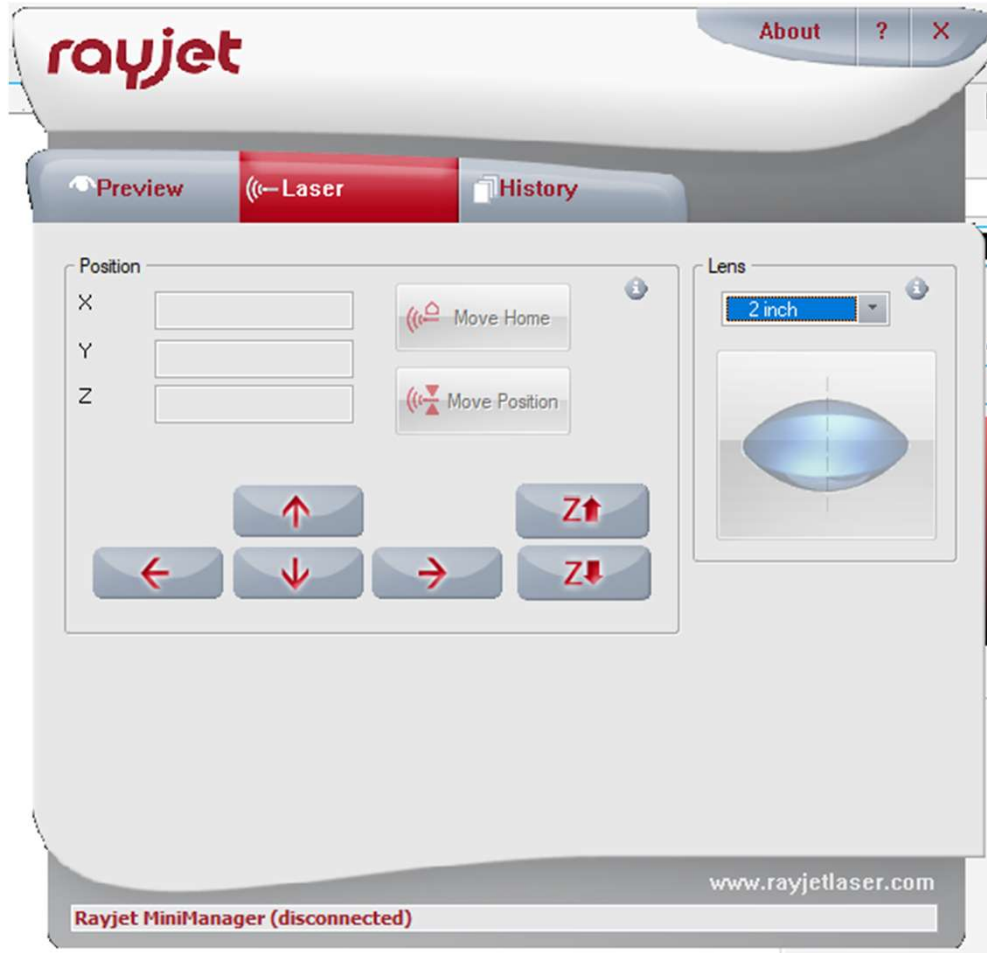 rayjet
About ? X
Preview Laser History
Position
X
Y
Z
Move Home
Move Position
Z
Z
Lens
2 inch
www.rayjetlaser.com
Rayjet MiniManager (disconnected)